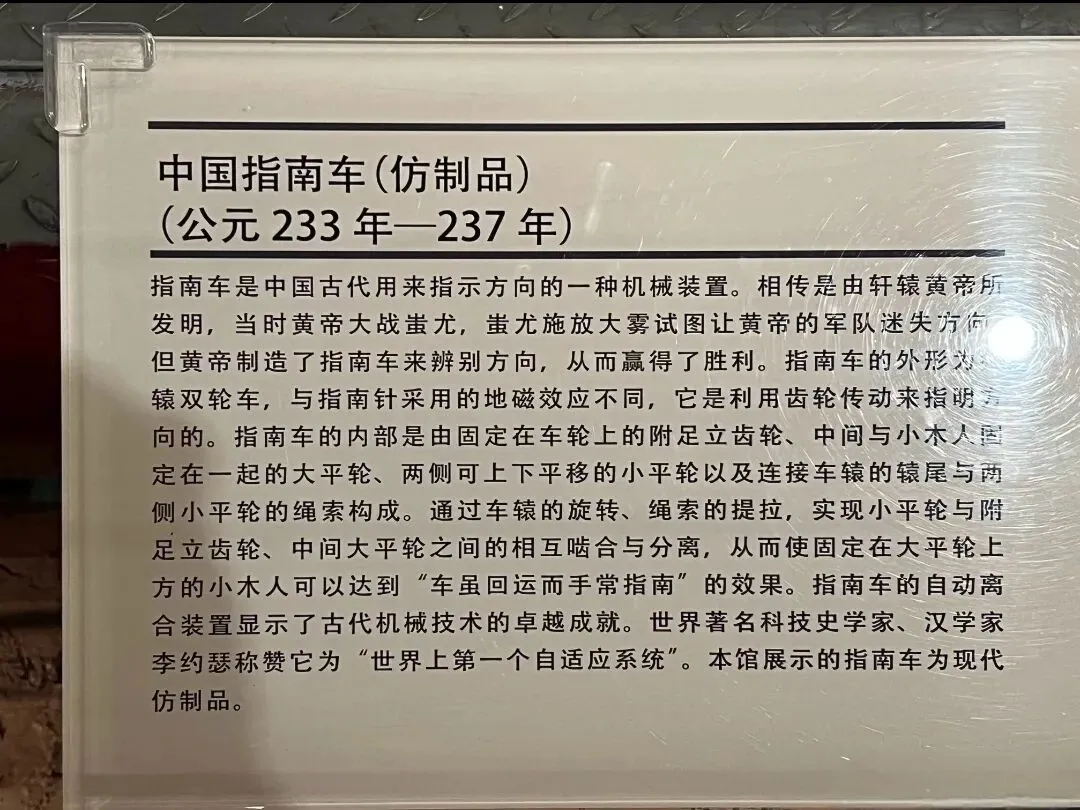 中国指南车(仿制品)
(公元 233 年—237 年)
指南车是中国古代用来指示方向的一种机械装置。相传是由轩辕黄帝所
发明，当时黄帝大战蚩尤，蚩尤施放大雾试图让黄帝的军队迷失方向
但黄帝制造了指南车来辨别方向，从而赢得了胜利。指南车的外形为
辕双轮车，与指南针采用的地磁效应不同，它是利用齿轮传动来指明方
向的。指南车的内部是由固定在车轮上的附足立齿轮、中间与小木人固
定在一起的大平轮、两侧可上下平移的小平轮以及连接车辕的辕尾与两
侧小平轮的绳索构成。通过车辕的旋转、绳索的提拉，实现小平轮与附
足立齿轮、中间大平轮之间的相互啮合与分离，从而使固定在大平轮上
方的小木人可以达到“车虽回运而手常指南”的效果。指南车的自动离
合装置显示了古代机械技术的卓越成就。世界著名科技史学家、汉学家
李约瑟称赞它为“世界上第一个自适应系统”。本馆展示的指南车为现代
仿制品。